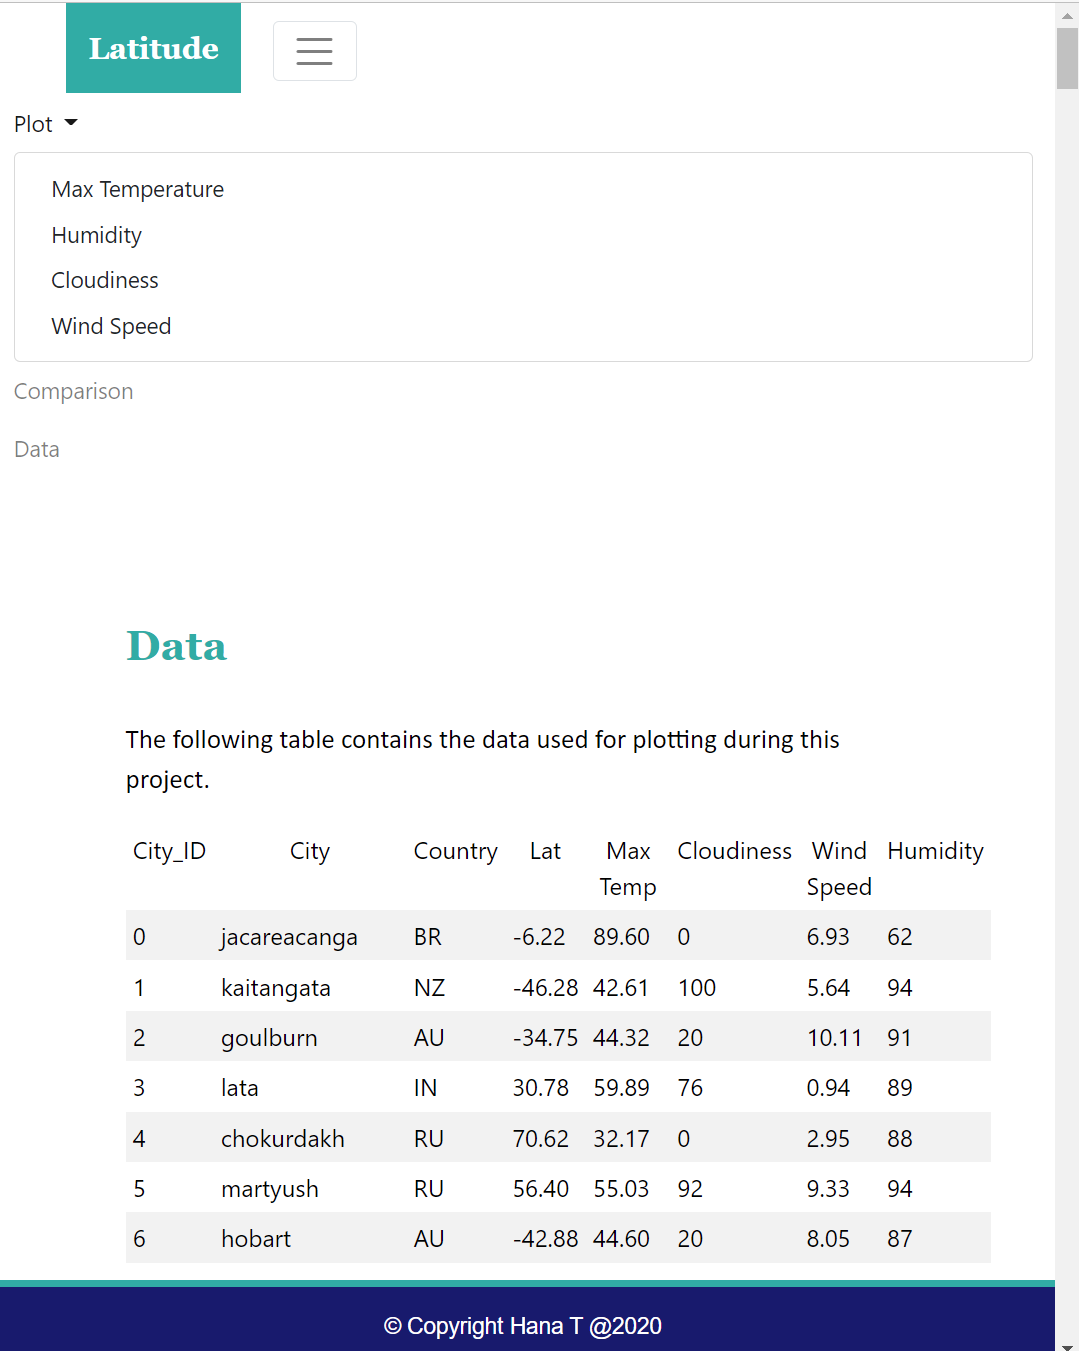 Latitude
Plot
Max Temperature
Humidity
Cloudiness
Wind Speed
Comparison
Data
Data
The following table contains the data used for plotting during this
project.
City_ID City Country Lat Max Temp Cloudiness Wind Speed Humidity
0 jacareacanga BR -6.22 89.60 0 6.93 62
1 kaitangata NZ -46.28 42.61 100 5.64 94
2 goulburn AU -34.75 44.32 20 10.11 91
3 lata IN 30.78 59.89 76 0.94 89
4 chokurdakh RU 70.62 32.17 0 2.95 88
5 martyush RU 56.40 55.03 92 9.33 94
6 hobart AU -42.88 44.60 20 8.05 87
© Copyright Hana T @2020